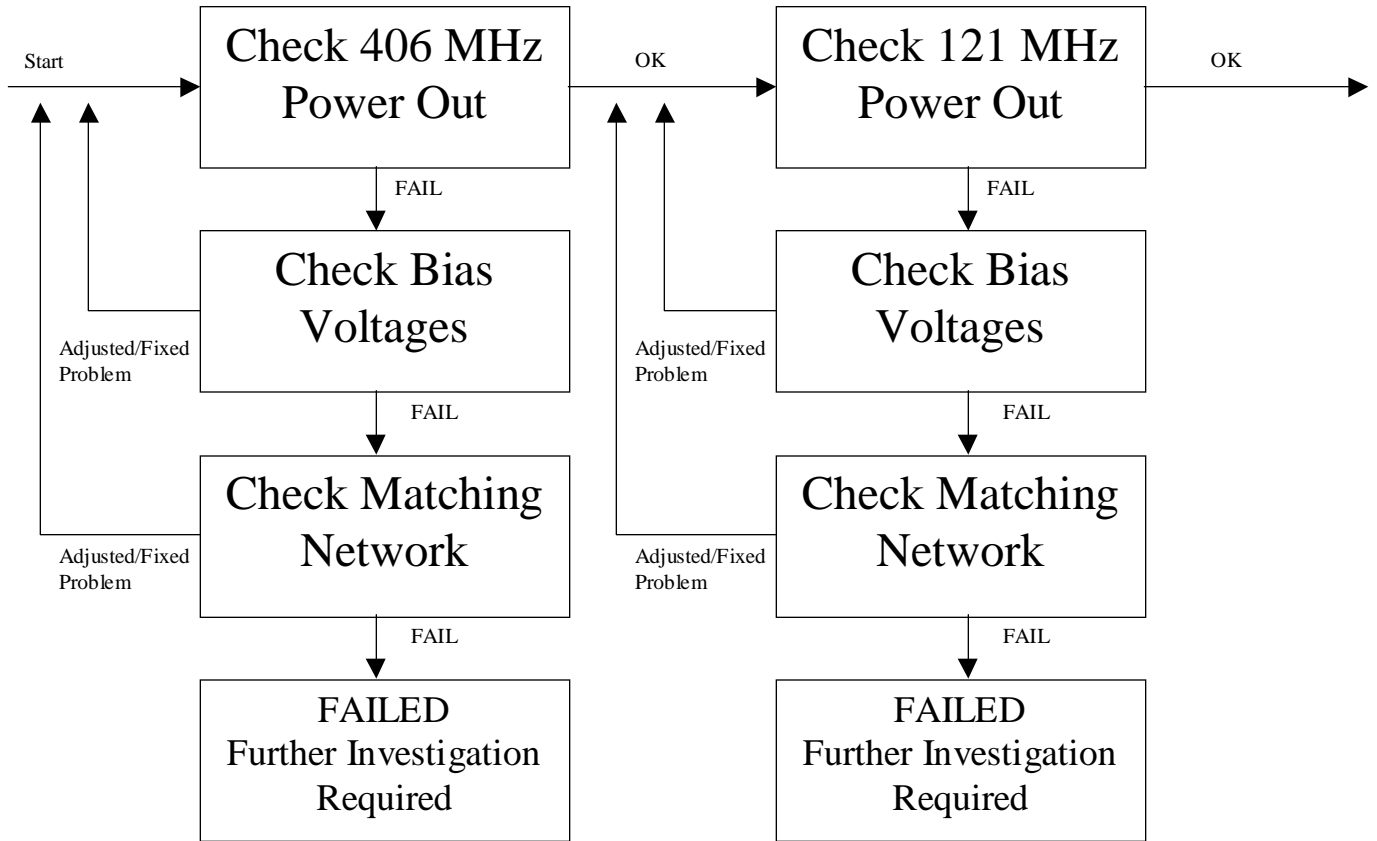 Start
Check 406 MHz
Power Out
OK
Check 121 MHz
Power Out
OK
FAIL
FAIL
Check Bias
Voltages
Check Bias
Voltages
Adjusted/Fixed
Problem
Adjusted/Fixed
Problem
FAIL
FAIL
Check Matching
Network
Check Matching
Network
Adjusted/Fixed
Problem
Adjusted/Fixed
Problem
FAIL
FAIL
FAILED
Further Investigation
Required
FAILED
Further Investigation
Required